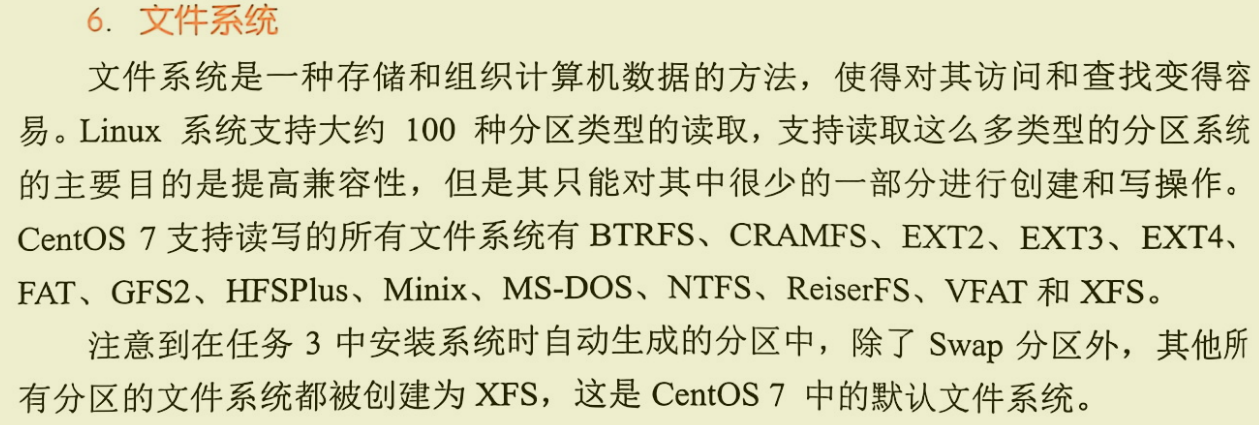 6. 文件系统
文件系统是一种存储和组织计算机数据的方法，使得对其访问和查找变得容
易。Linux 系统支持大约 100 种分区类型的读取，支持读取这么多类型的分区系统
的主要目的是提高兼容性，但是其只能对其中很少的一部分进行创建和写操作。
CentOS 7 支持读写的所有文件系统有 BTRFS、CRAMFS、EXT2、EXT3、EXT4、
FAT、GFS2、HFSPlus、Minix、MS-DOS、NTFS、ReiserFS、VFAT 和 XFS。
注意到在任务 3 中安装系统时自动生成的分区中，除了 Swap 分区外，其他所
有分区的文件系统都被创建为 XFS，这是 CentOS 7 中的默认文件系统。